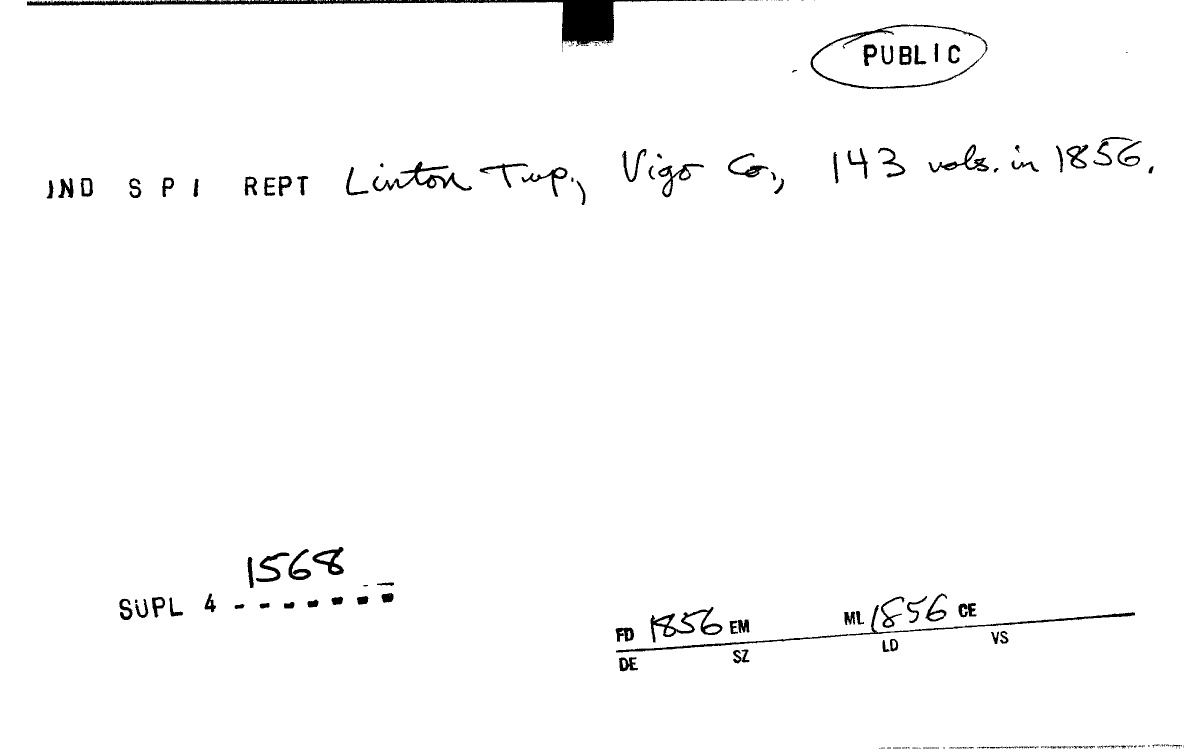 PUBLIC
IND S P I REPT Linton Twp., Vigo Co., 143 vols. in 1856.
1568
SUPL 4 - - - - - - -
FD 1856 EM ML 1856 CE
DE SZ LD VS